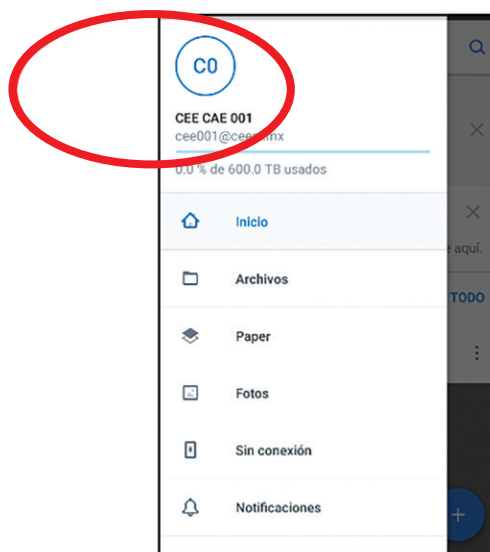 C0
CEE CAE 001
0.0 % de 600.0 TB usados
Inicio
Archivos
aquí.
TODO
Paper
Fotos
Sin conexión
Notificaciones